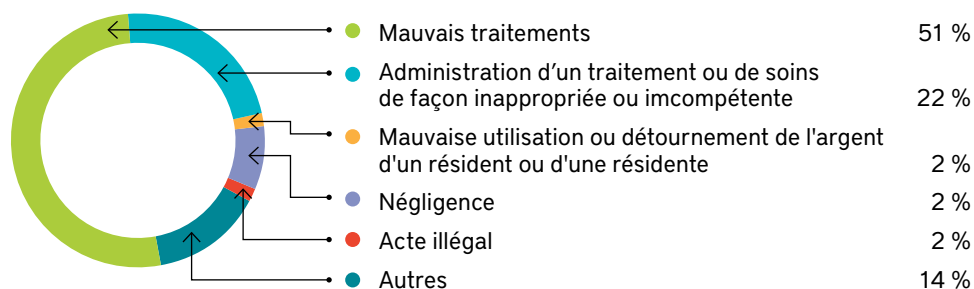 Mauvais traitements 51 %
Administration d'un traitement ou de soins
de façon inappropriée ou imcompétente 22 %
Mauvaise utilisation ou détournement de l'argent
d'un résident ou d'une résidente 2 %
Négligence 2 %
Acte illégal 2 %
Autres 14 %